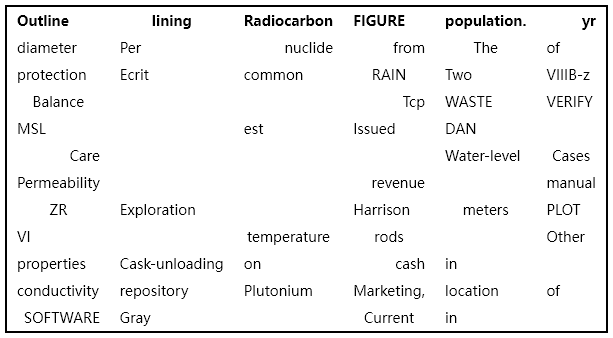 Outline lining Radiocarbon FIGURE population. yr
diameter Per nuclide from The of
protection Ecrit common RAIN Two VIIIB-z
Balance Tcp WASTE VERIFY
MSL est Issued DAN
Care Water-level Cases
Permeability revenue manual
ZR Exploration Harrison meters PLOT
VI temperature rods Other
properties Cask-unloading on cash in
conductivity repository Plutonium Marketing, location of
SOFTWARE Gray Current in